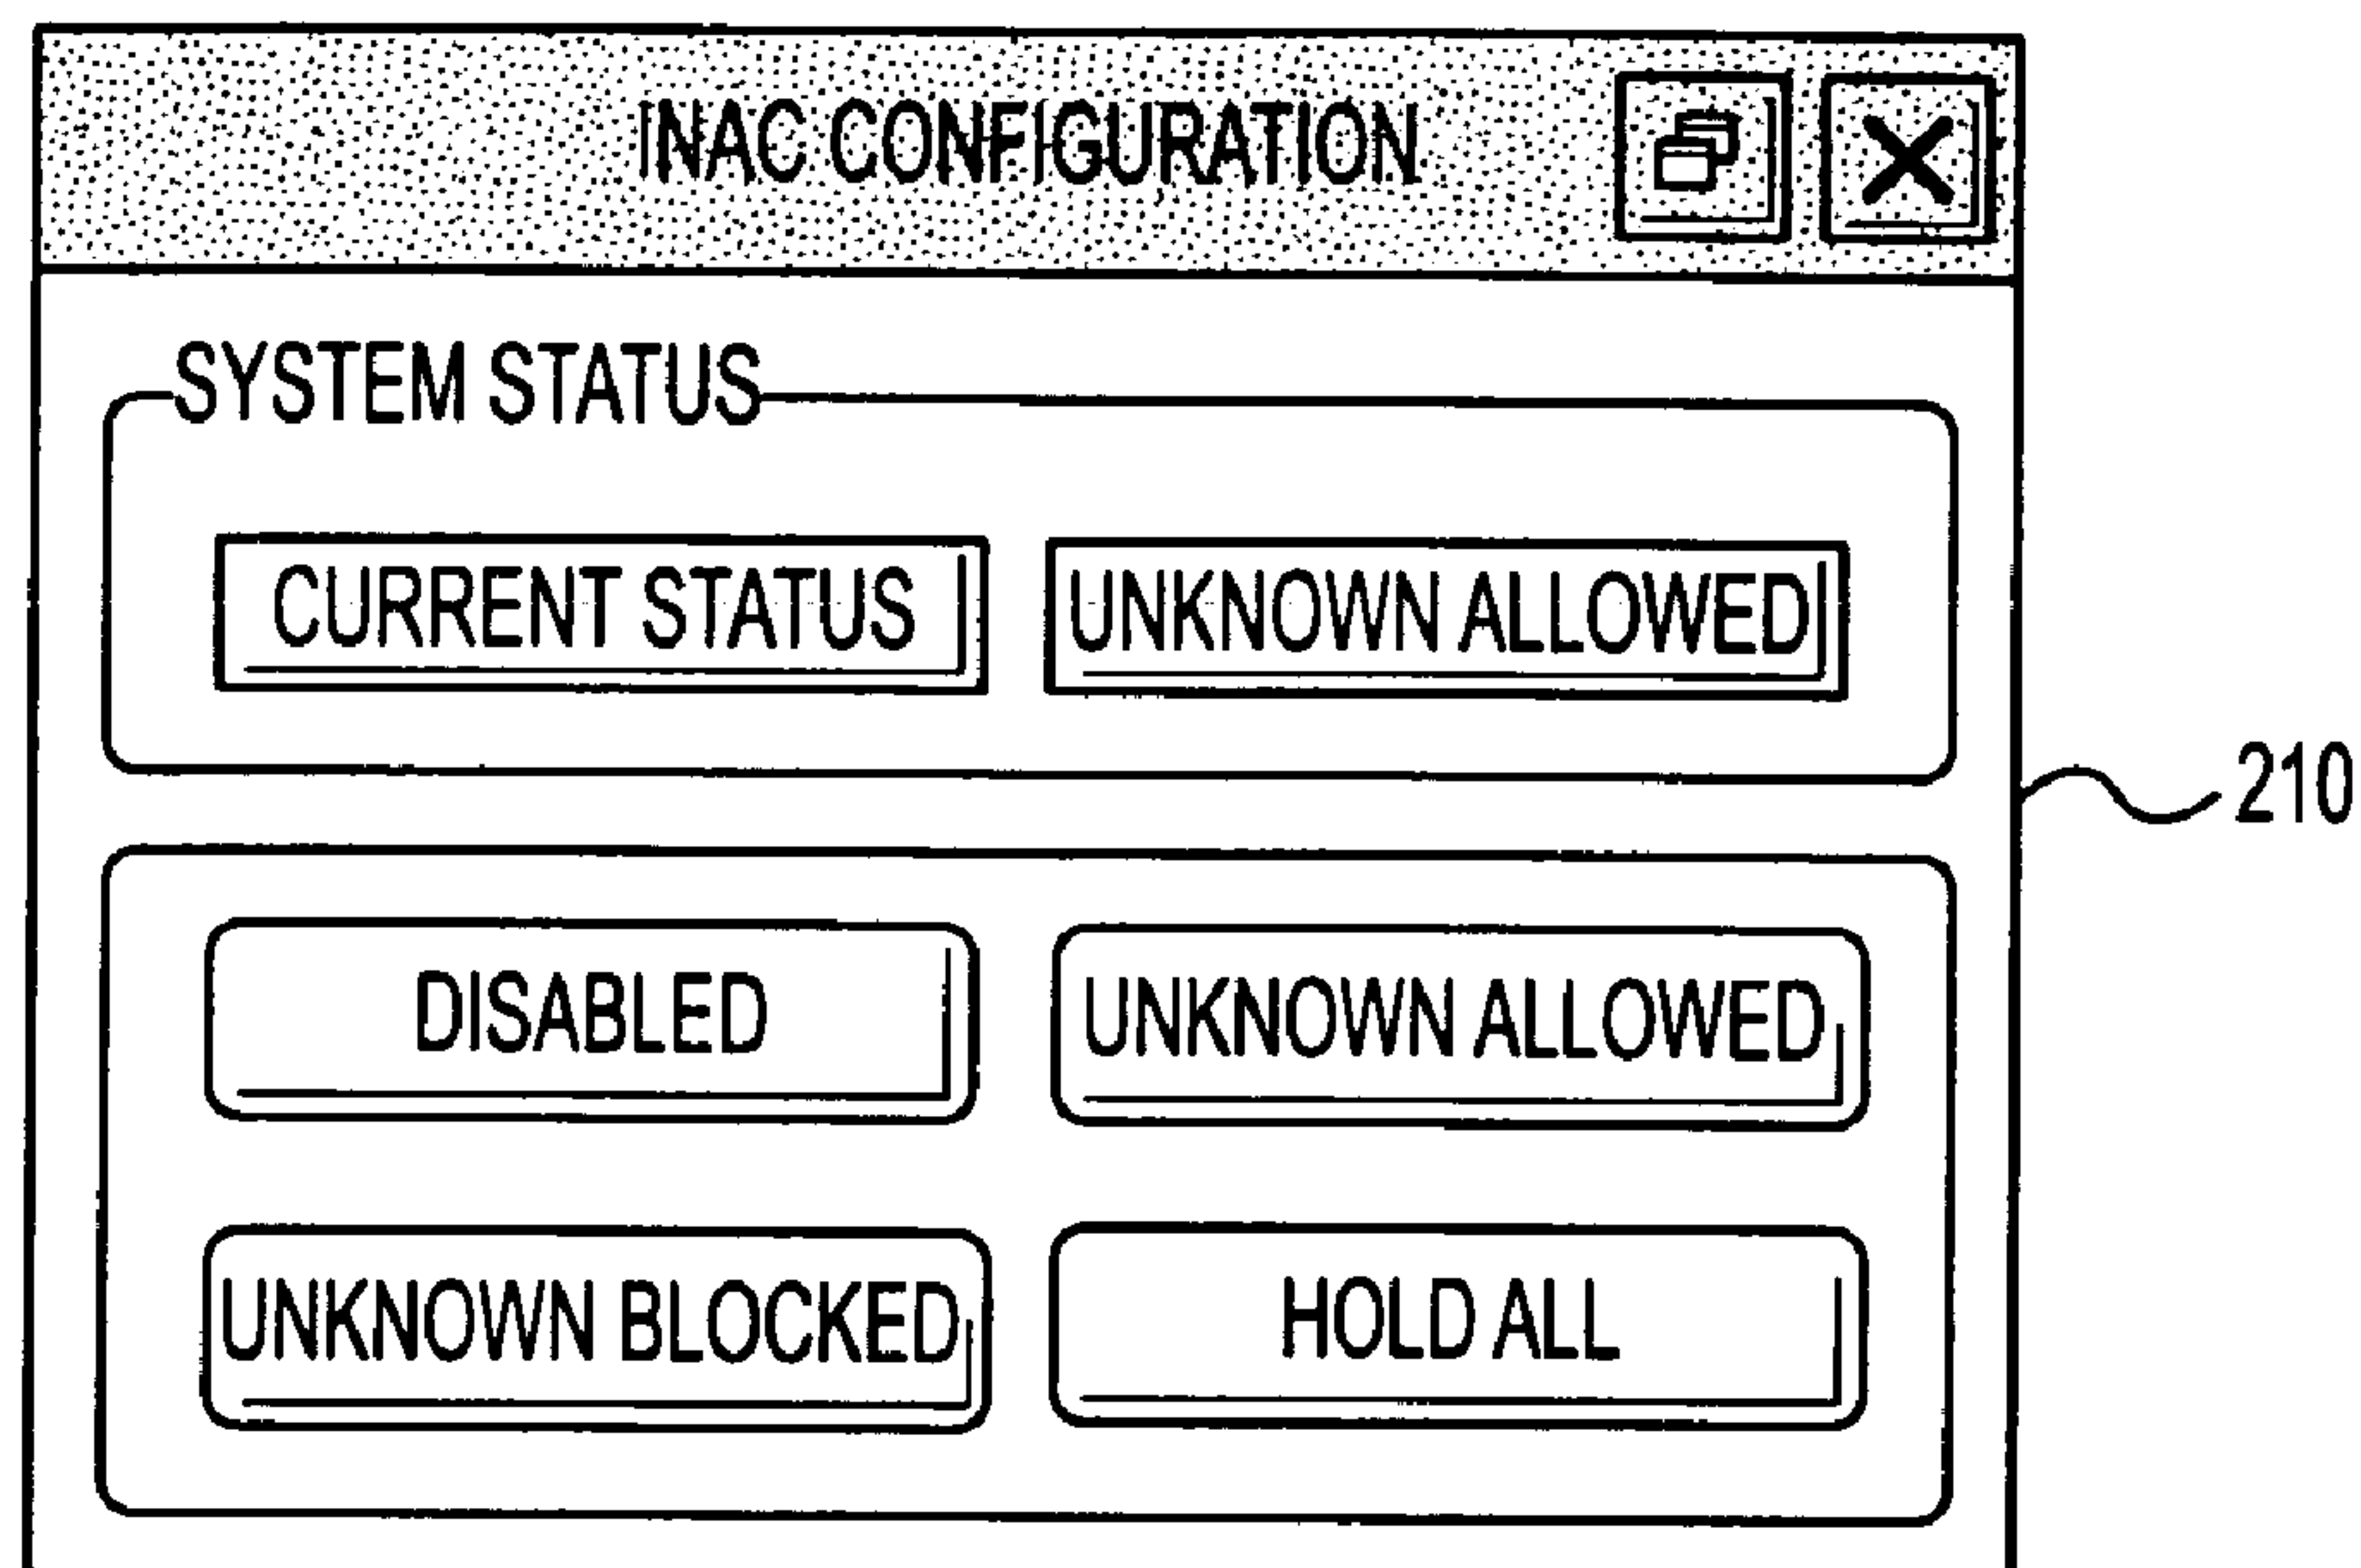 INAC CONFIGURATION
SYSTEM STATUS
CURRENT STATUS
UNKNOWN ALLOWED
210
DISABLED
UNKNOWN ALLOWED
UNKNOWN BLOCKED
HOLD ALL